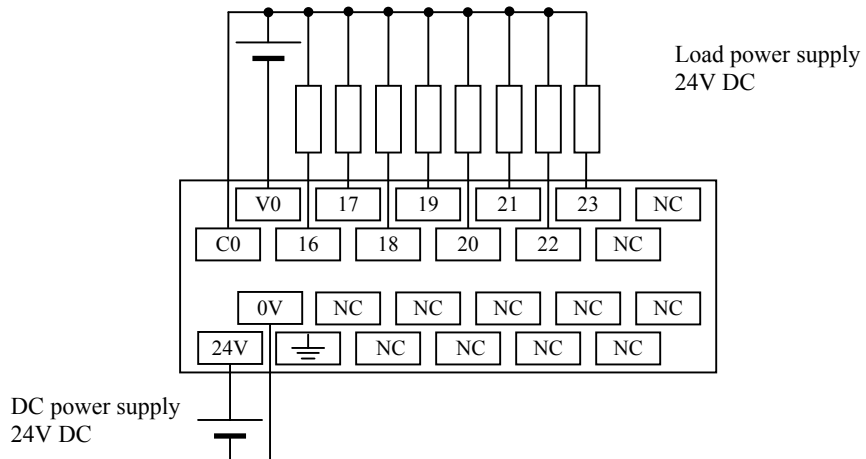 Load power supply
24V DC
V0 17 19 21 23 NC
C0 16 18 20 22 NC
0V NC NC NC NC NC
24V NC NC NC NC
DC power supply
24V DC